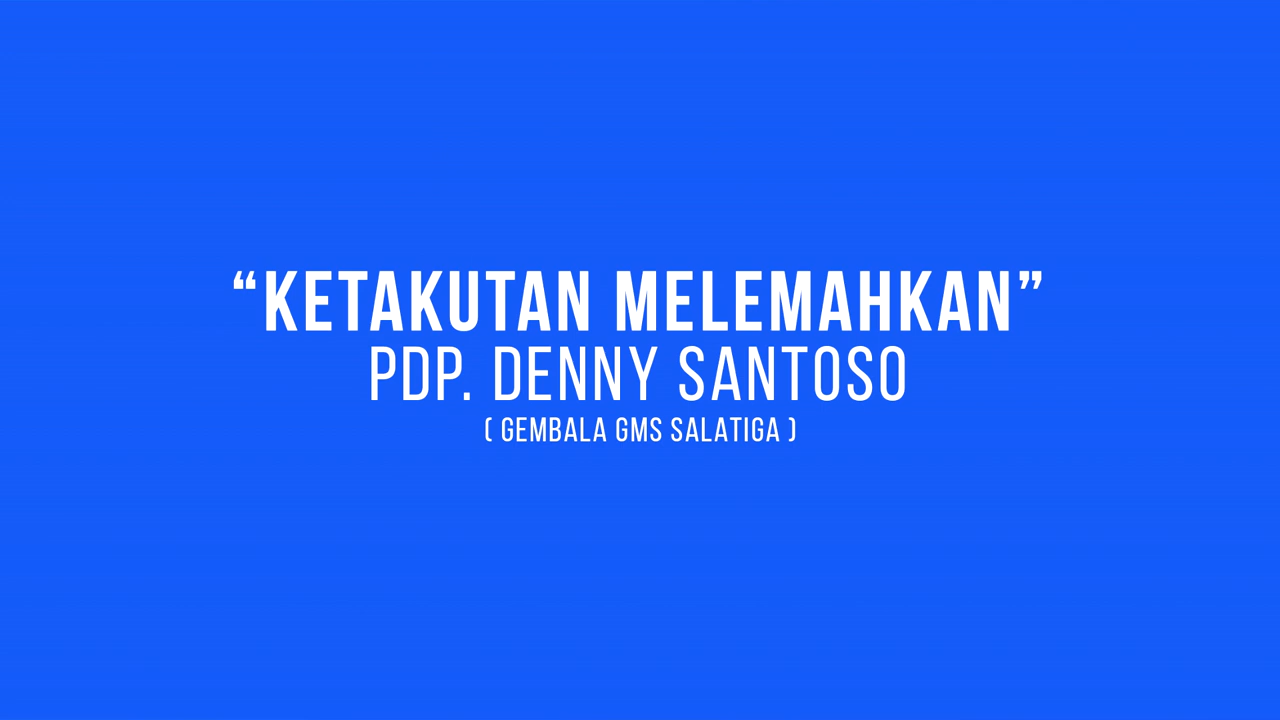 “KETAKUTAN MELEMAHKAN”
PDP. DENNY SANTOSO
( GEMBALA GMS SALATIGA )